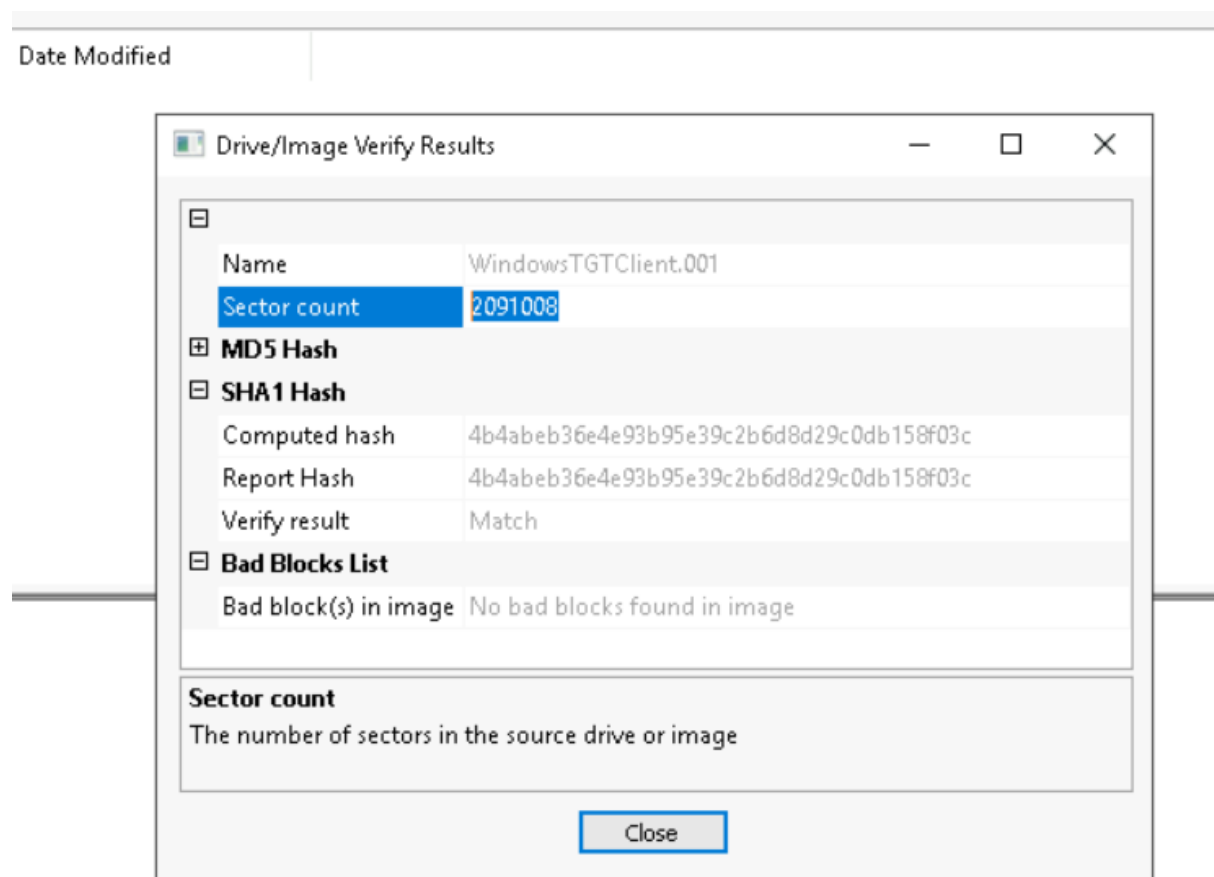 Date Modified
Drive/Image Verify Results
Name WindowsTGTClient.001
Sector count 2091008
MD5 Hash
SHA1 Hash
Computed hash 4b4abeb36e4e93b95e39c2b6d8d29c0db158f03c
Report Hash 4b4abeb36e4e93b95e39c2b6d8d29c0db158f03c
Verify result Match
Bad Blocks List
Bad block(s) in image No bad blocks found in image
Sector count
The number of sectors in the source drive or image
Close